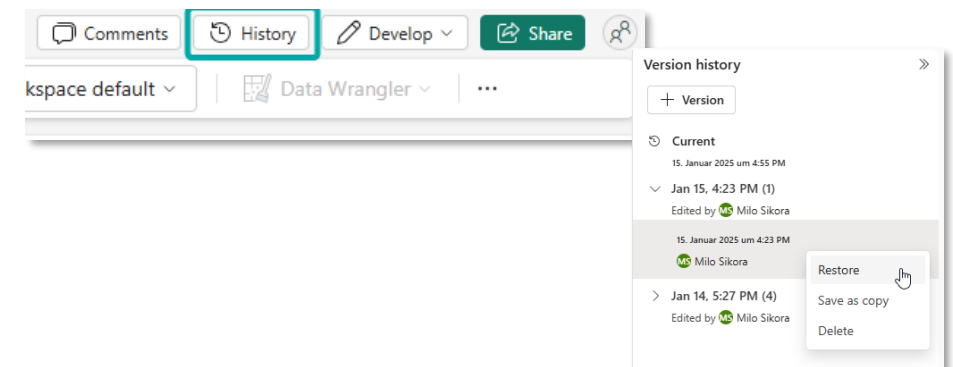 Comments History Develop Share
kspace default Data Wrangler ...
Version history
+ Version
Current
15. Januar 2025 um 4:55 PM
Jan 15, 4:23 PM (1)
Edited by MS Milo Sikora
15. Januar 2025 um 4:23 PM
MS Milo Sikora
Restore
Save as copy
Delete
Jan 14, 5:27 PM (4)
Edited by MS Milo Sikora